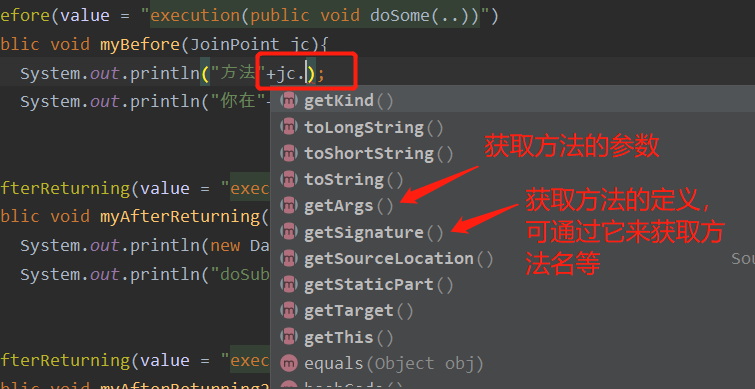 efore(value = "execution(public void doSome(..))")
blic void myBefore(JoinPoint jc){
System.out.println("方法"+jc.);
System.out.println("你在"+
getKind()
toLongString()
toShortString()
toString()
getArgs()
getSignature()
getSourceLocation() Sou
getStaticPart()
getTarget()
getThis()
equals(Object obj)
hashCode()
获取方法的参数
获取方法的定义，
可通过它来获取方
法名等
fterReturning(value = "exec
blic void myAfterReturning(
System.out.println(new Da
System.out.println("doSub
fterReturning(value = "exec
blic void myAfterReturning2